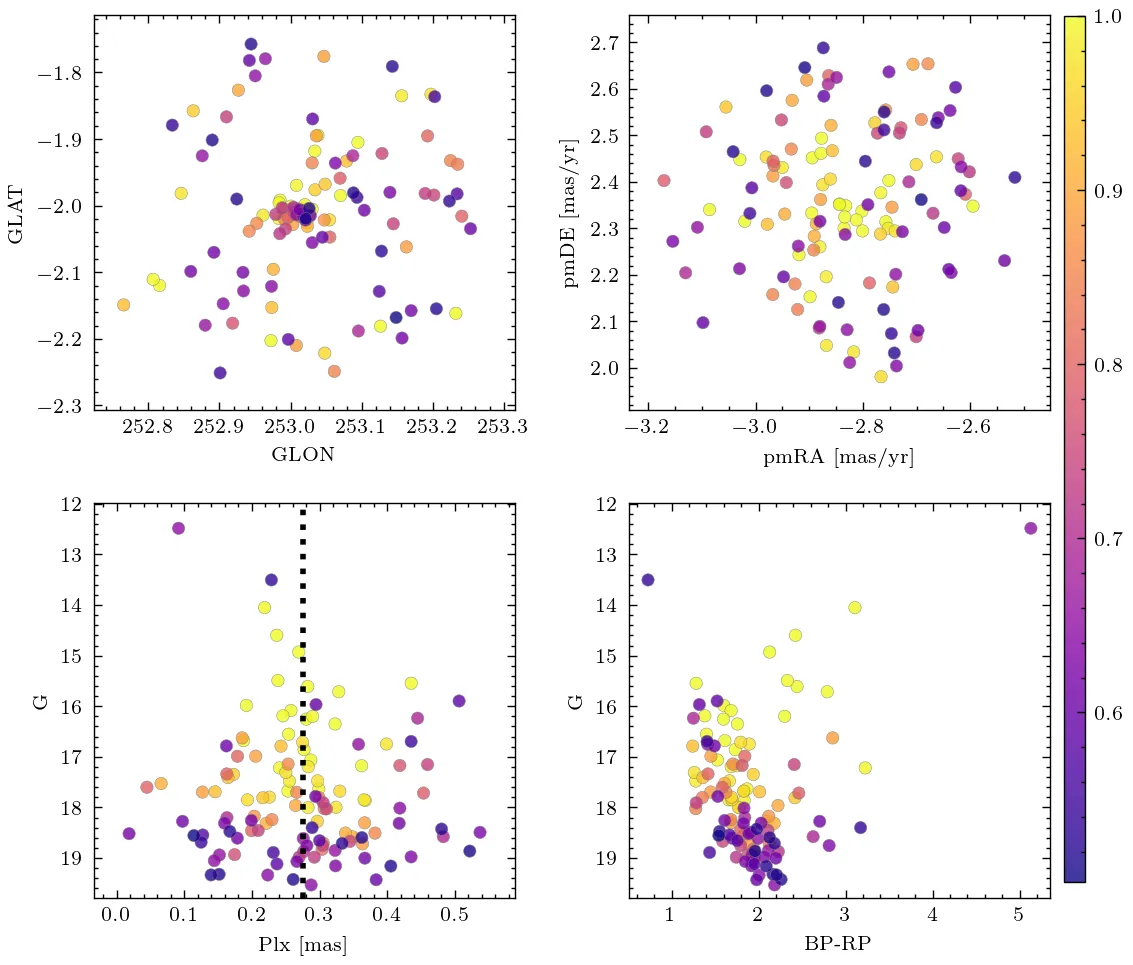 −1.8
−1.9
−2.0
−2.1
−2.2
−2.3
GLAT
252.8 252.9 253.0 253.1 253.2 253.3
GLON
2.7
2.6
2.5
2.4
2.3
2.2
2.1
2.0
pmDE [mas/yr]
−3.2 −3.0 −2.8 −2.6
pmRA [mas/yr]
1.0
0.9
0.8
0.7
0.6
12
13
14
15
16
17
18
19
G
0.0 0.1 0.2 0.3 0.4 0.5
Plx [mas]
12
13
14
15
16
17
18
19
G
1 2 3 4 5
BP-RP